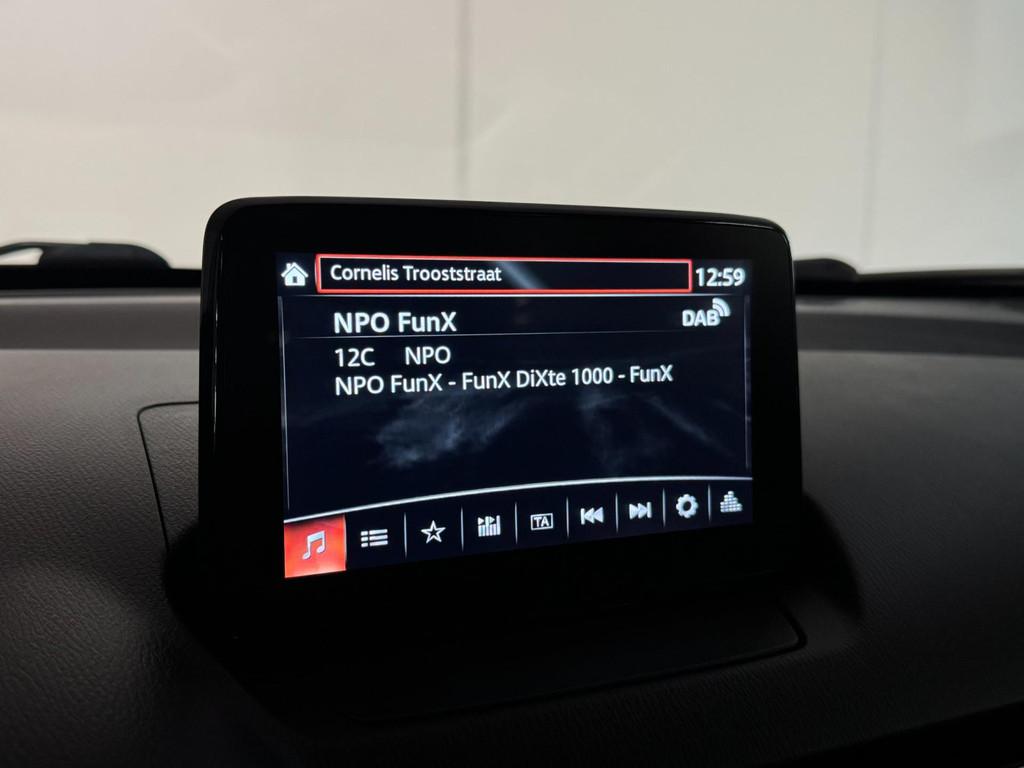 Cornelis Trooststraat 12:59
NPO FunX DAB
12C NPO
NPO FunX - FunX DiXte 1000 - FunX
TA